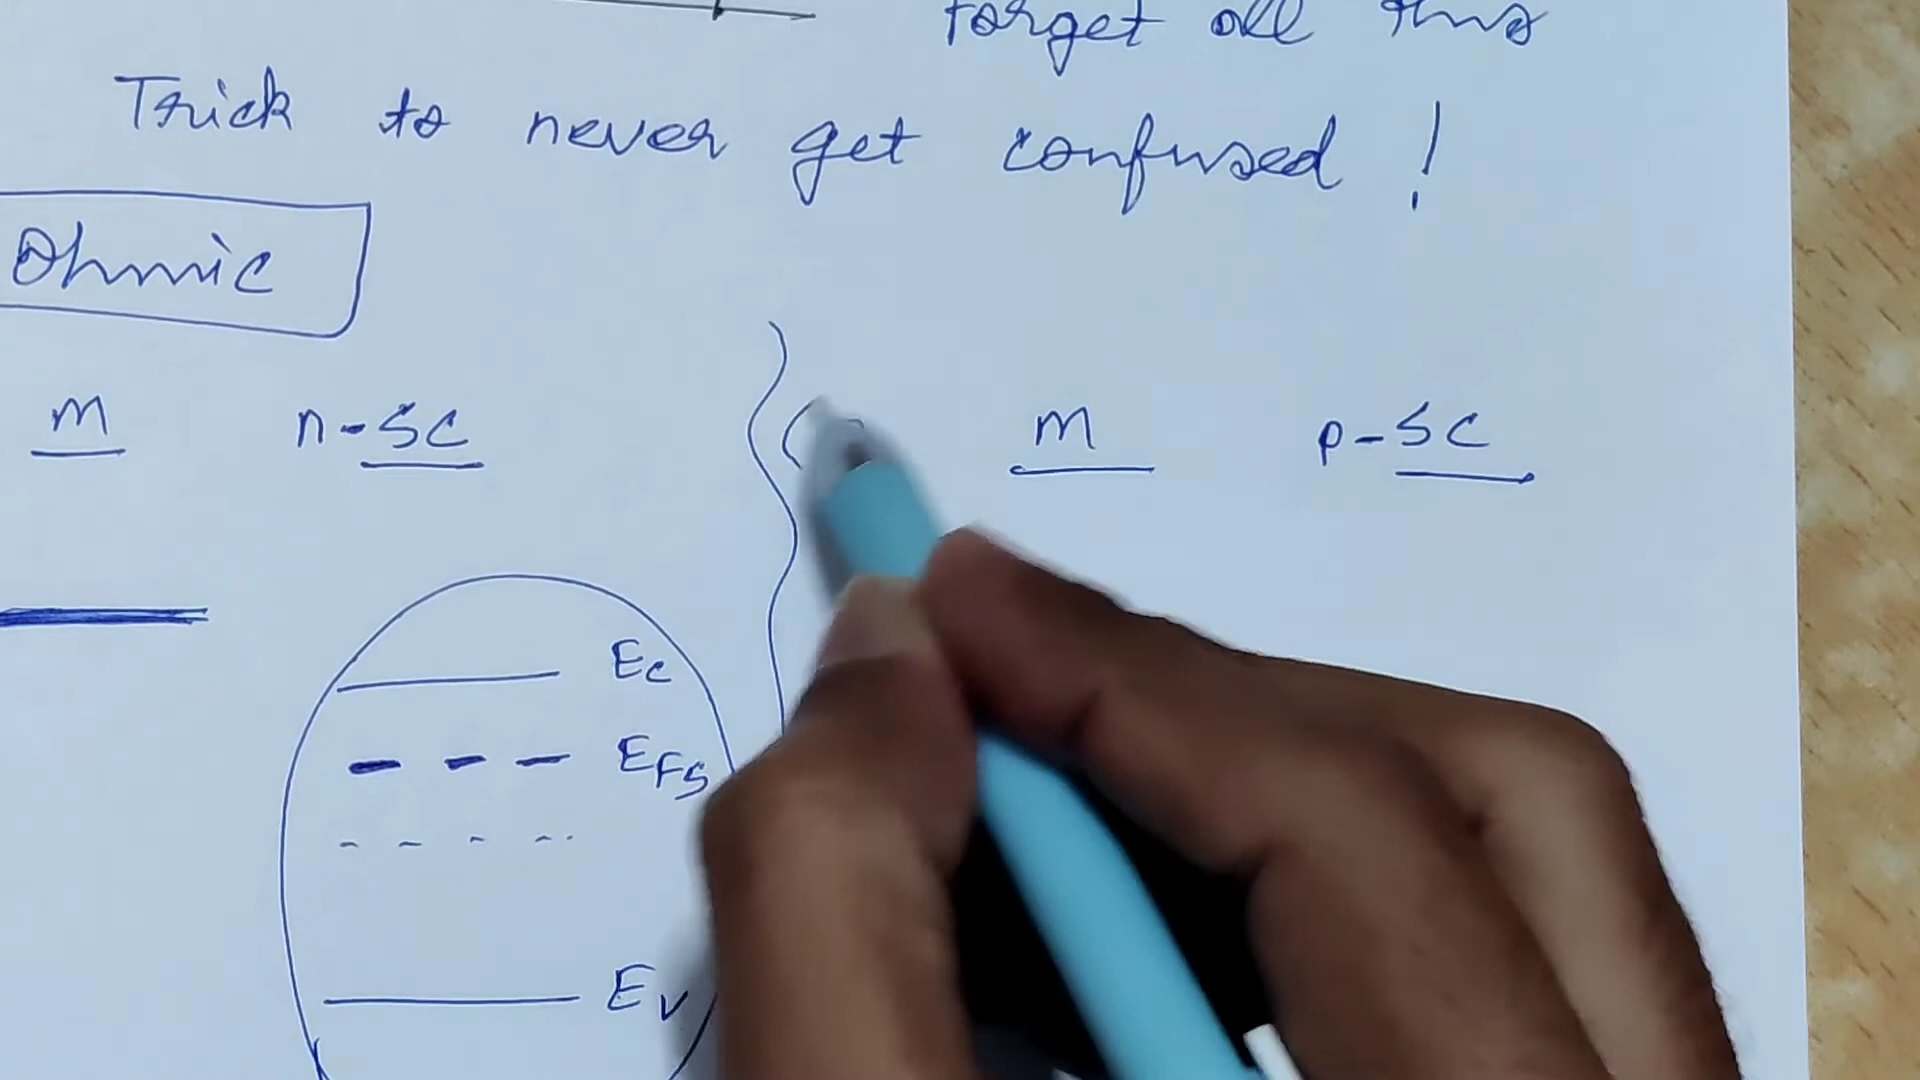 forget all this
Trick to never get confused !
Ohmic
m n-SC m p-SC
Ec
EFS
Ev